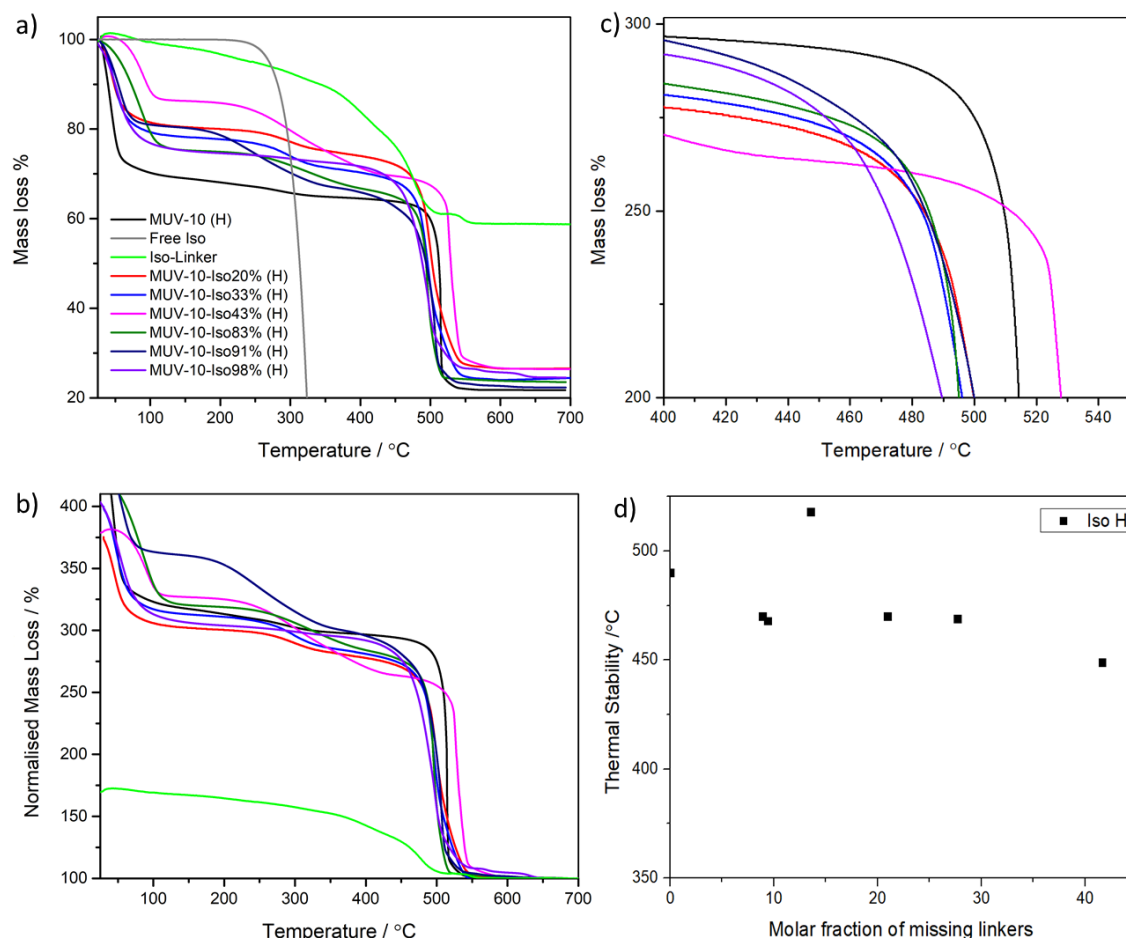 a)
Mass loss %
100
80
60
40
20
MUV-10 (H)
Free Iso
Iso-Linker
MUV-10-Iso20% (H)
MUV-10-Iso33% (H)
MUV-10-Iso43% (H)
MUV-10-Iso83% (H)
MUV-10-Iso91% (H)
MUV-10-Iso98% (H)
100 200 300 400 500 600 700
Temperature / °C
c)
Mass loss %
300
250
200
400 420 440 460 480 500 520 540
Temperature / °C
b)
Normalised Mass Loss / %
400
350
300
250
200
150
100
100 200 300 400 500 600 700
Temperature / °C
d)
Thermal Stability /°C
Iso H
500
450
400
350
0 10 20 30 40
Molar fraction of missing linkers